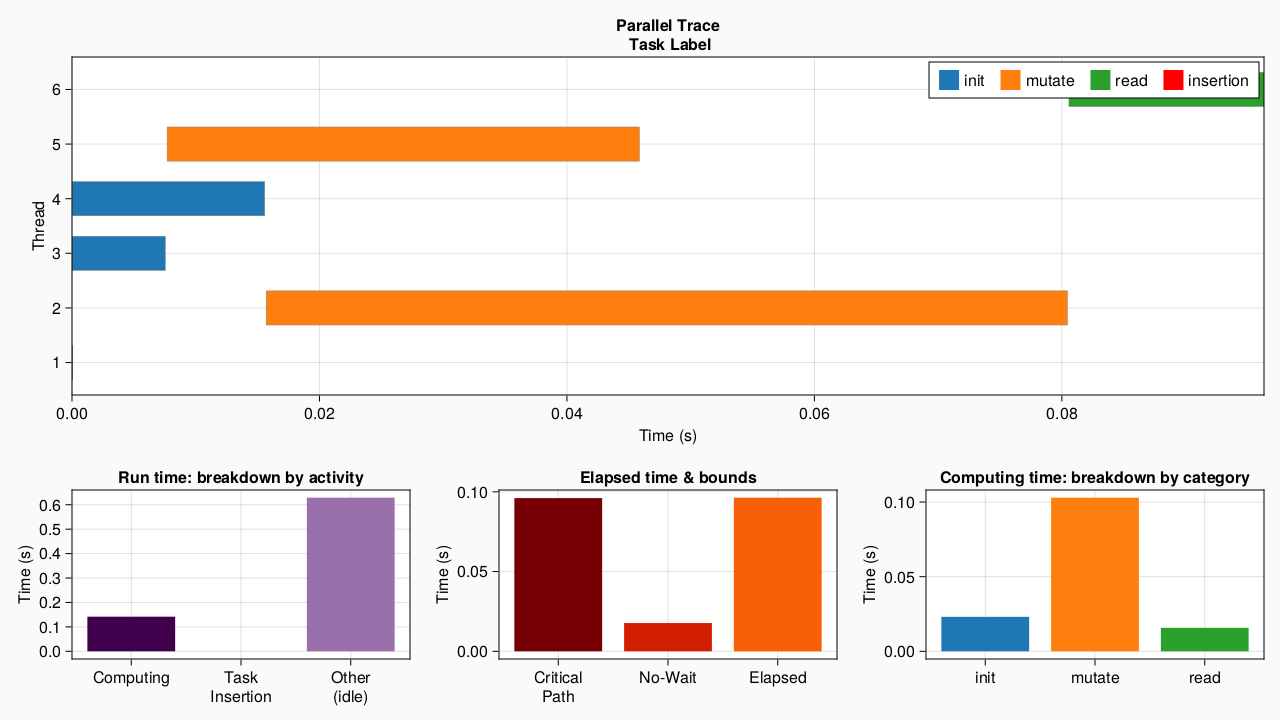 Parallel Trace
Task Label
init mutate read insertion
6
5
4
3
2
1
Thread
0.00 0.02 0.04 0.06 0.08
Time (s)
Run time: breakdown by activity
0.6
0.5
0.4
0.3
0.2
0.1
0.0
Time (s)
Computing Task Insertion Other (idle)
Elapsed time & bounds
0.10
0.05
0.00
Time (s)
Critical Path No-Wait Elapsed
Computing time: breakdown by category
0.10
0.05
0.00
Time (s)
init mutate read